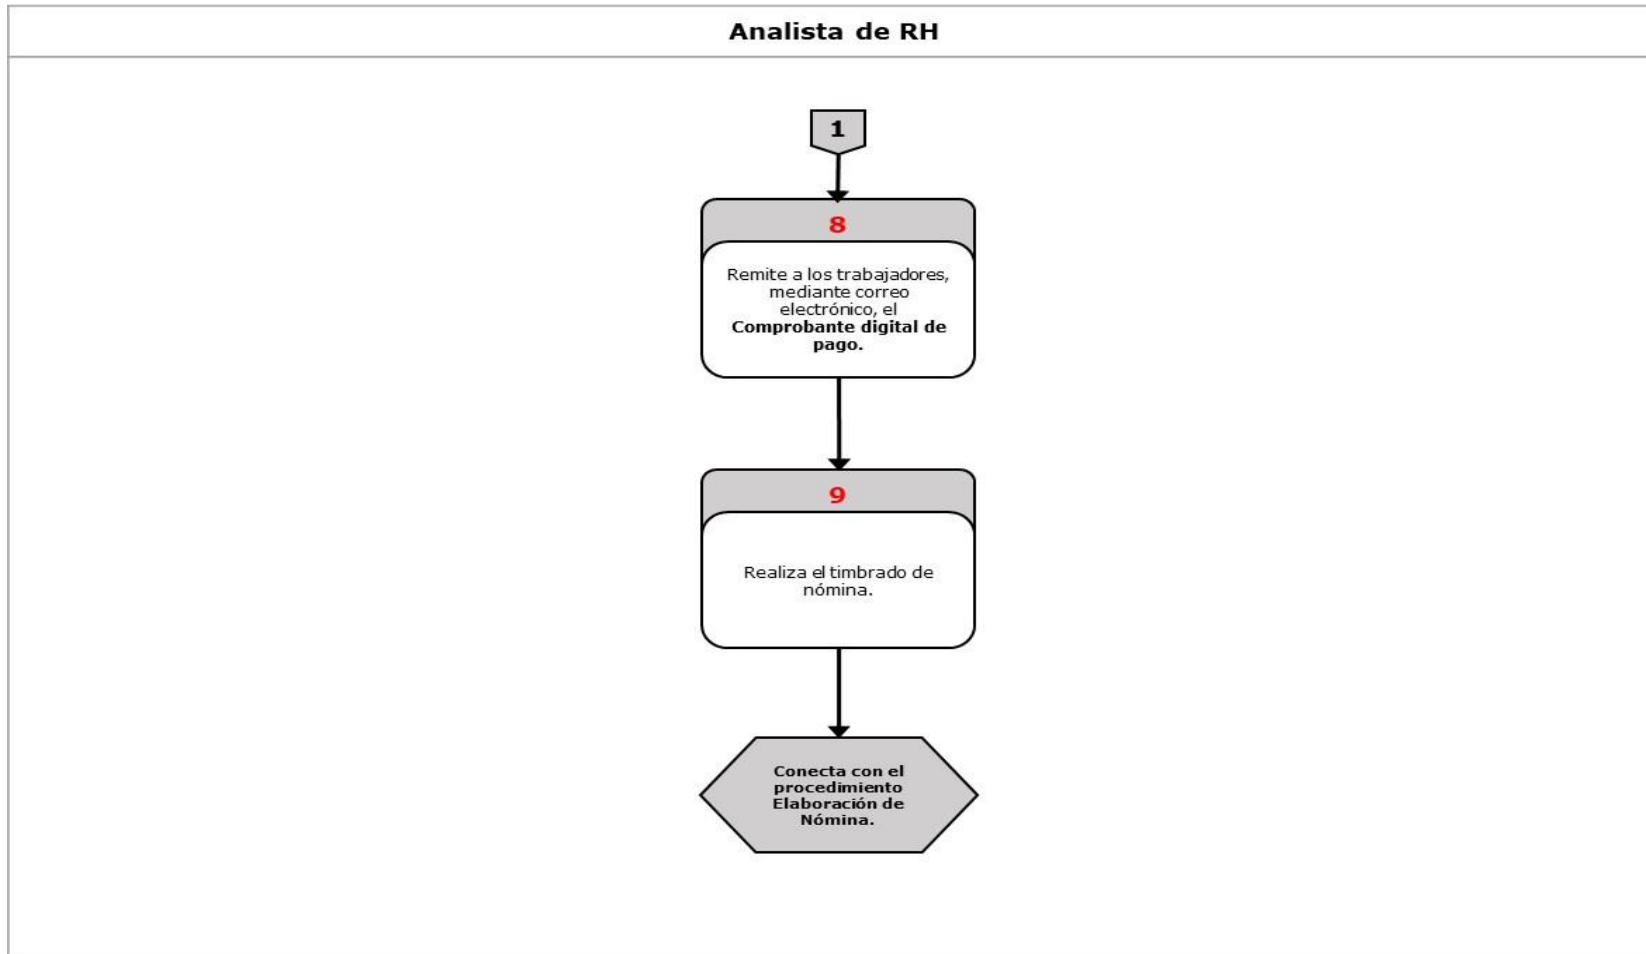 Analista de RH
1
8
Remite a los trabajadores,
mediante correo
electrónico, el
Comprobante digital de
pago.
9
Realiza el timbrado de
nómina.
Conecta con el
procedimiento
Elaboración de
Nómina.